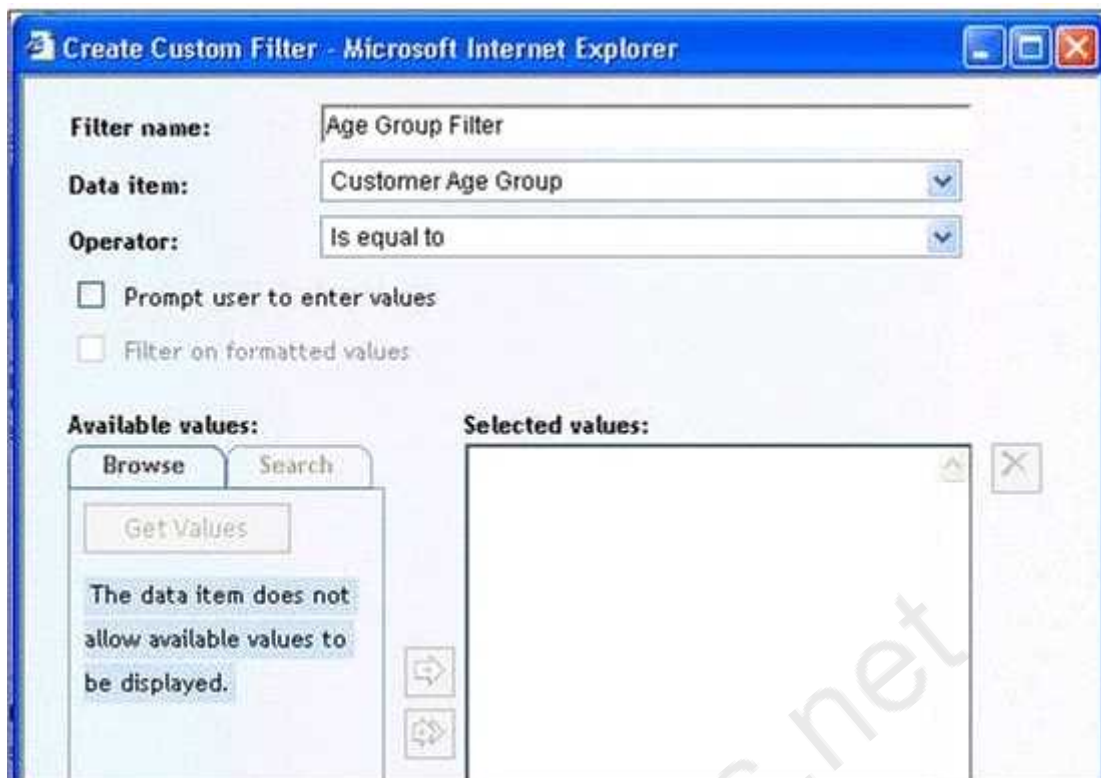 Create Custom Filter - Microsoft Internet Explorer
Filter name: Age Group Filter
Data item: Customer Age Group
Operator: Is equal to
Prompt user to enter values
Filter on formatted values
Available values: Selected values:
Browse Search
Get Values
The data item does not
allow available values to
be displayed.
s.net